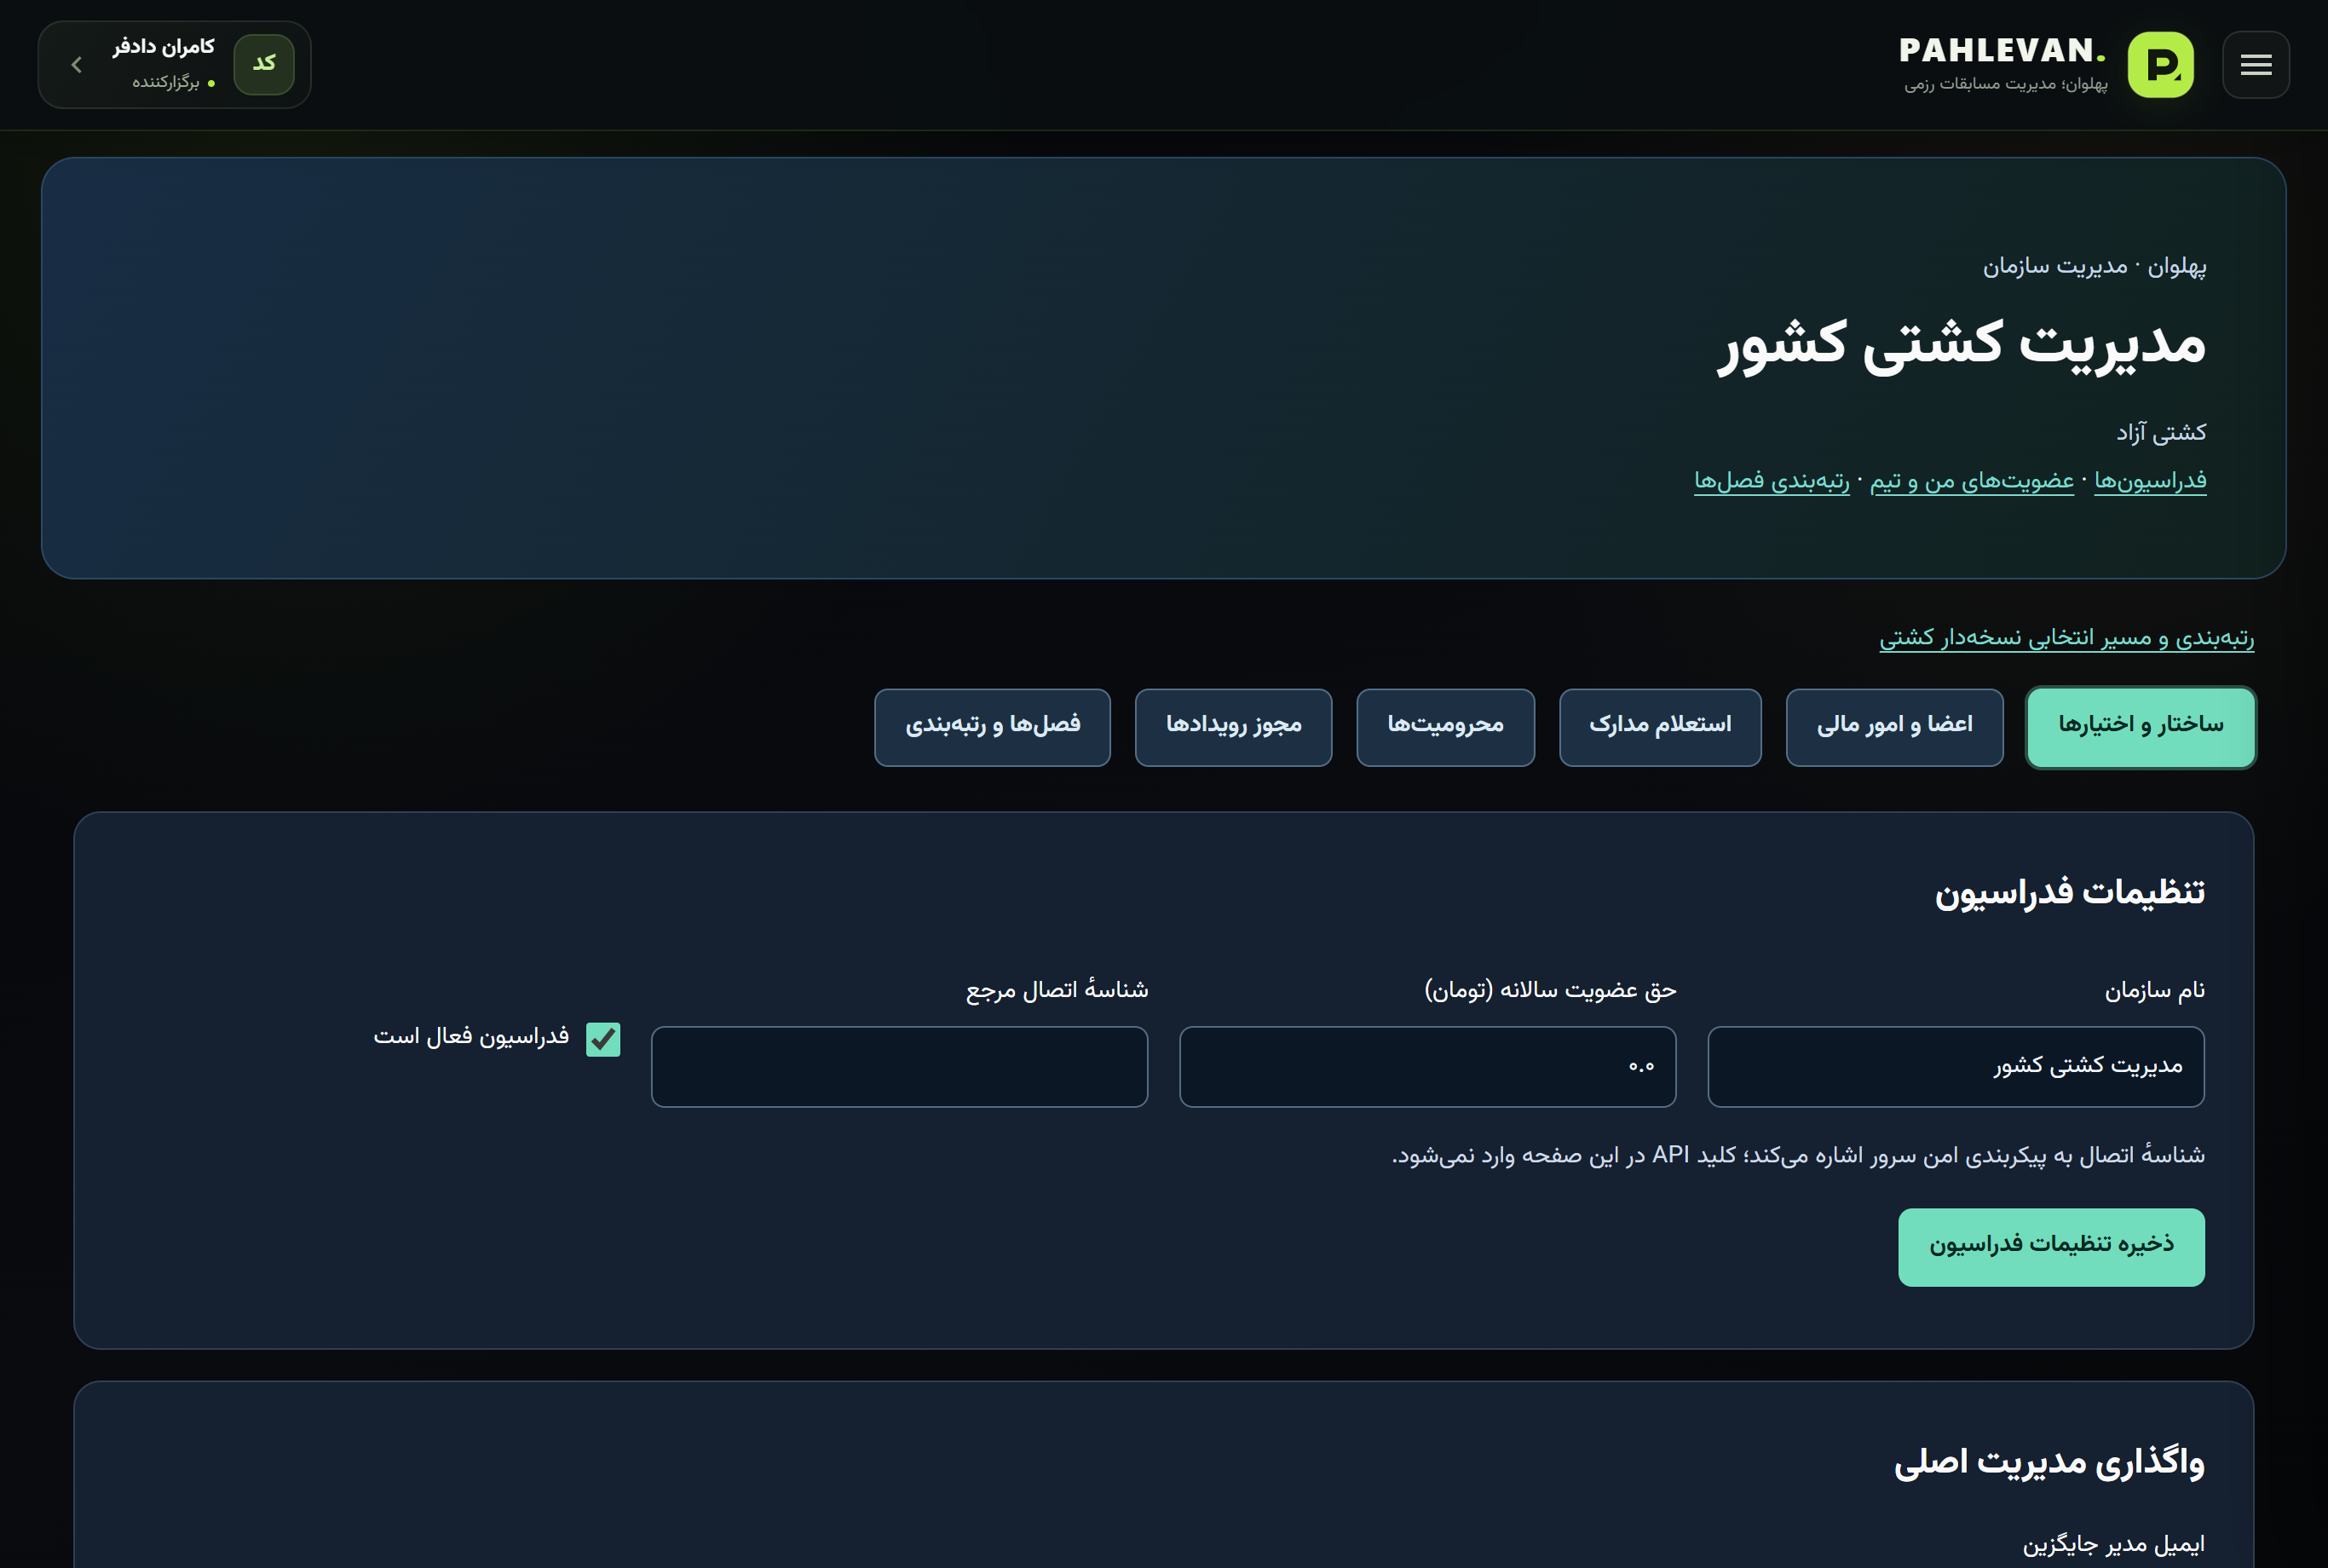 PAHLEVAN.
پهلوان؛ مدیریت مسابقات رزمی
کد
کامران دادفر
برگزارکننده
پهلوان · مدیریت سازمان
مدیریت کشتی کشور
کشتی آزاد
فدراسیون‌ها · عضویت‌های من و تیم · رتبه‌بندی فصل‌ها
رتبه‌بندی و مسیر انتخابی نسخه‌دار کشتی
ساختار و اختیارها
اعضا و امور مالی
استعلام مدارک
محرومیت‌ها
مجوز رویدادها
فصل‌ها و رتبه‌بندی
تنظیمات فدراسیون
نام سازمان
حق عضویت سالانه (تومان)
شناسهٔ اتصال مرجع
مدیریت کشتی کشور
۰.۰
فدراسیون فعال است
شناسهٔ اتصال به پیکربندی امن سرور اشاره می‌کند؛ کلید API در این صفحه وارد نمی‌شود.
ذخیره تنظیمات فدراسیون
واگذاری مدیریت اصلی
ایمیل مدیر جایگزین